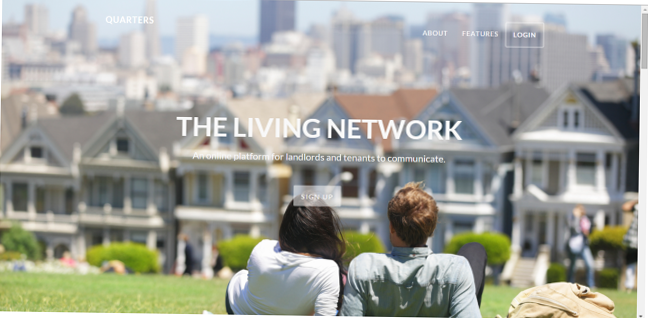 QUARTERS
ABOUT FEATURES LOGIN
THE LIVING NETWORK
An online platform for landlords and tenants to communicate.
SIGN UP